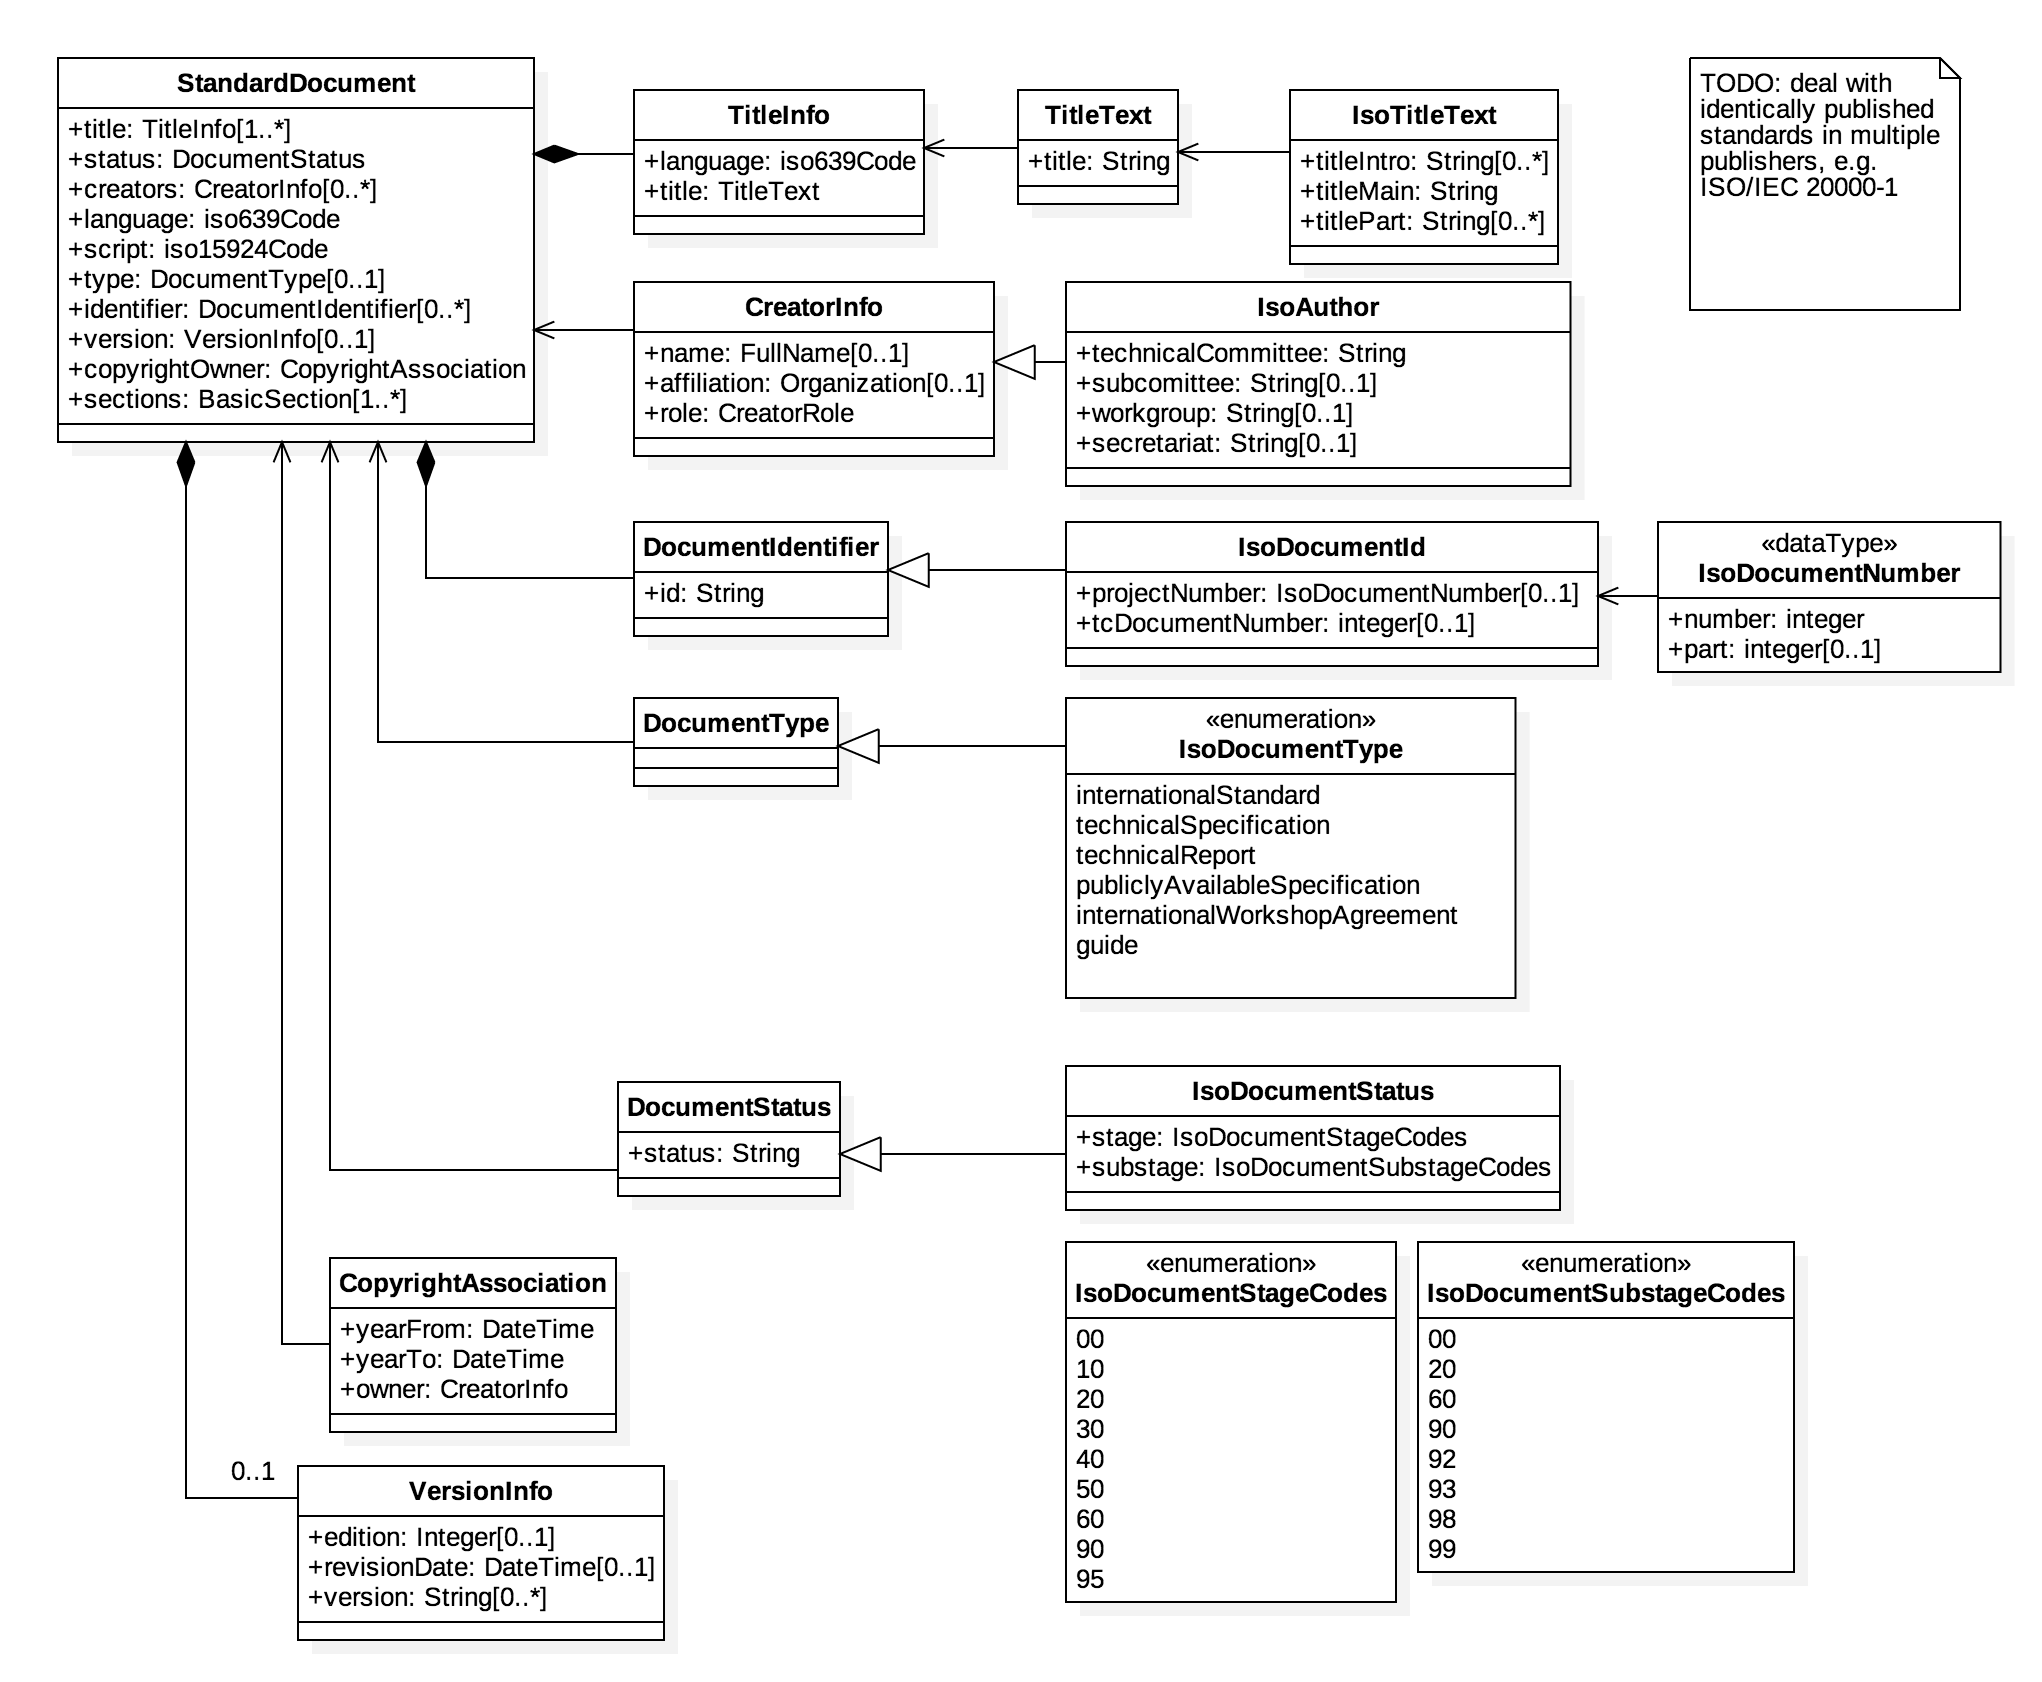 StandardDocument
+title: TitleInfo[1..*]
+status: DocumentStatus
+creators: CreatorInfo[0..*]
+language: iso639Code
+script: iso15924Code
+type: DocumentType[0..1]
+identifier: DocumentIdentifier[0..*]
+version: VersionInfo[0..1]
+copyrightOwner: CopyrightAssociation
+sections: BasicSection[1..*]
TitleInfo
+language: iso639Code
+title: TitleText
TitleText
+title: String
IsoTitleText
+titleIntro: String[0..*]
+titleMain: String
+titlePart: String[0..*]
TODO: deal with
identically published
standards in multiple
publishers, e.g.
ISO/IEC 20000-1
CreatorInfo
+name: FullName[0..1]
+affiliation: Organization[0..1]
+role: CreatorRole
IsoAuthor
+technicalCommittee: String
+subcomittee: String[0..1]
+workgroup: String[0..1]
+secretariat: String[0..1]
DocumentIdentifier
+id: String
IsoDocumentId
+projectNumber: IsoDocumentNumber[0..1]
+tcDocumentNumber: integer[0..1]
«dataType»
IsoDocumentNumber
+number: integer
+part: integer[0..1]
DocumentType
«enumeration»
IsoDocumentType
internationalStandard
technicalSpecification
technicalReport
publiclyAvailableSpecification
internationalWorkshopAgreement
guide
DocumentStatus
+status: String
IsoDocumentStatus
+stage: IsoDocumentStageCodes
+substage: IsoDocumentSubstageCodes
CopyrightAssociation
+yearFrom: DateTime
+yearTo: DateTime
+owner: CreatorInfo
«enumeration»
IsoDocumentStageCodes
00
10
20
30
40
50
60
90
95
«enumeration»
IsoDocumentSubstageCodes
00
20
60
90
92
93
98
99
0..1
VersionInfo
+edition: Integer[0..1]
+revisionDate: DateTime[0..1]
+version: String[0..*]